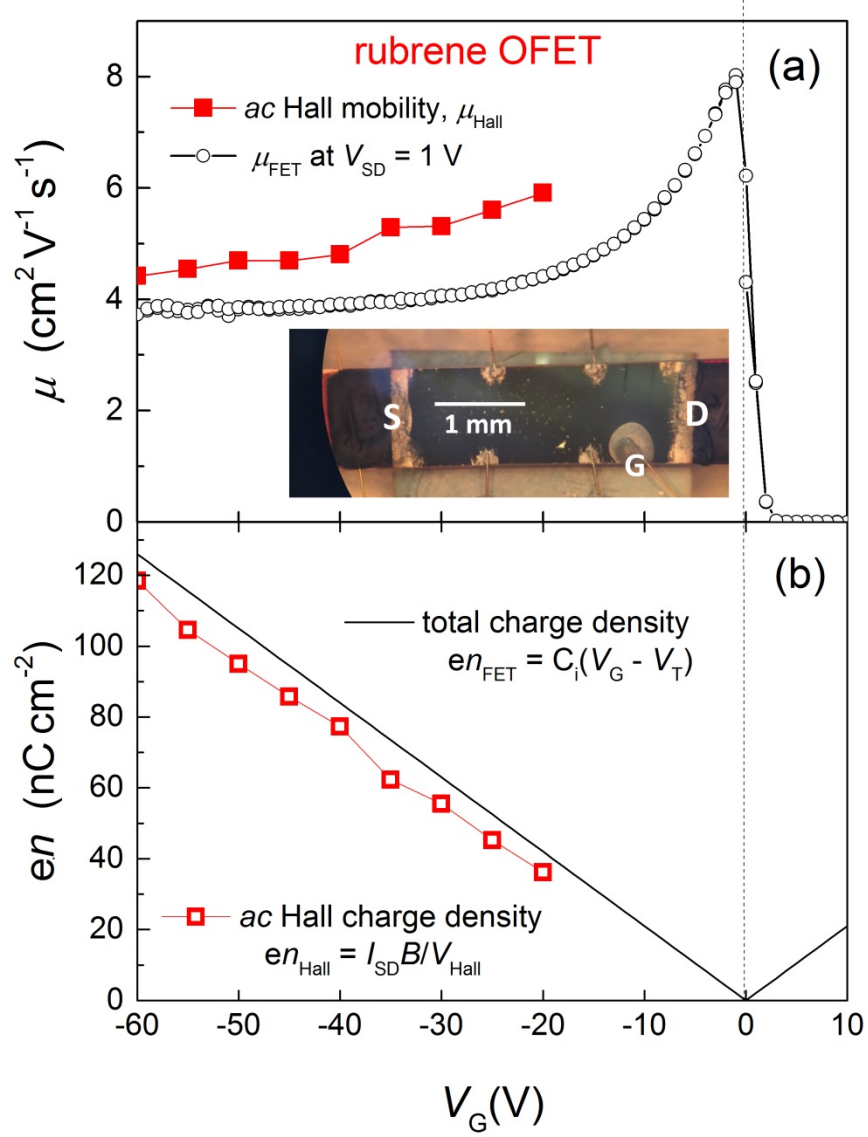 rubrene OFET
(a)
ac Hall mobility, μHall
μFET at VSD = 1 V
8
6
4
2
0
μ (cm² V⁻¹ s⁻¹)
S
1 mm
D
G
(b)
total charge density
enFET = Ci(VG - VT)
120
100
80
60
40
20
0
en (nC cm⁻²)
ac Hall charge density
enHall = ISDB/VHall
-60 -50 -40 -30 -20 -10 0 10
VG(V)